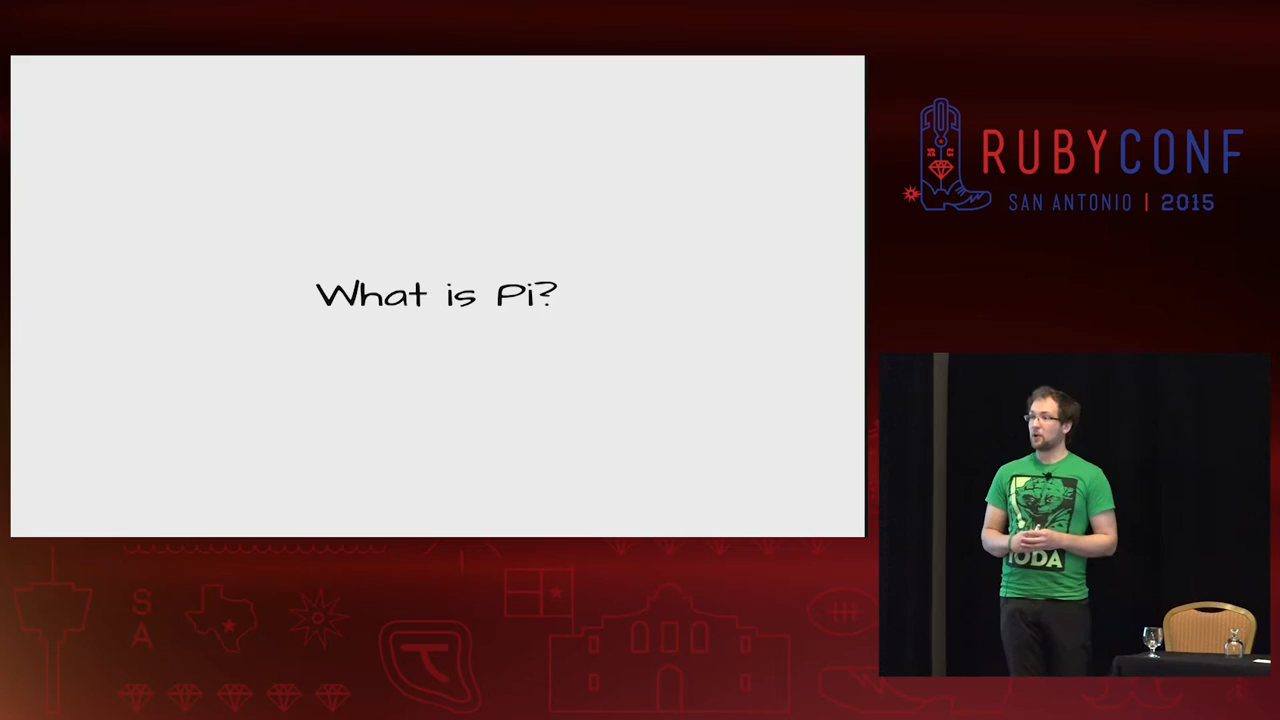 What is Pi?
RUBYCONF
SAN ANTONIO | 2015
YODA
S
A